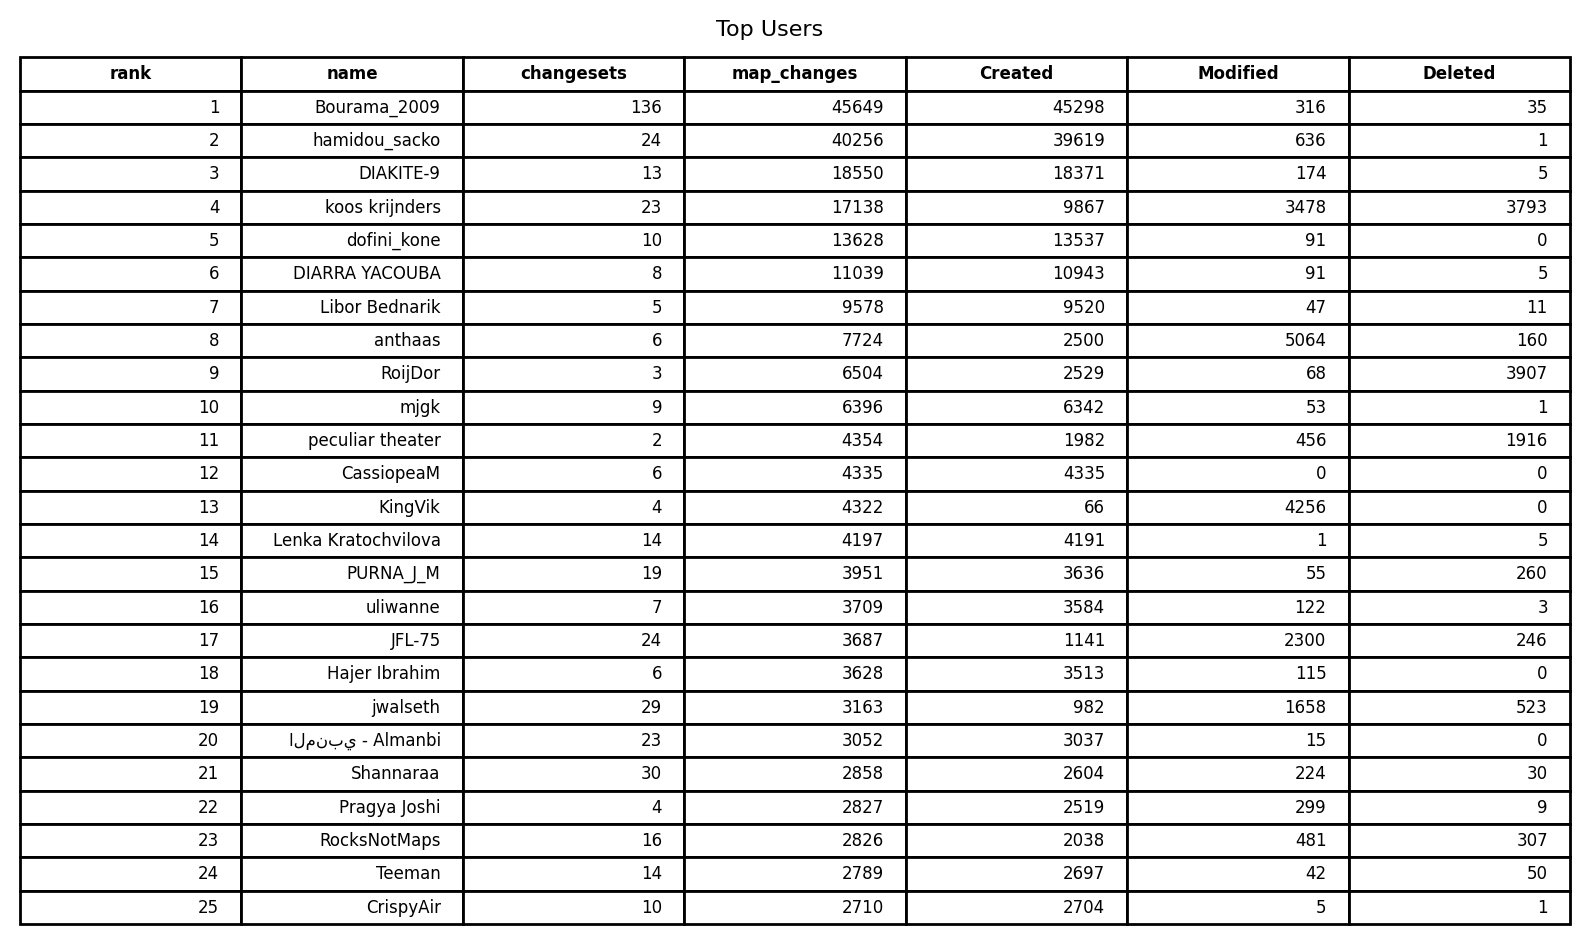 Top Users
rank name changesets map_changes Created Modified Deleted
1 Bourama_2009 136 45649 45298 316 35
2 hamidou_sacko 24 40256 39619 636 1
3 DIAKITE-9 13 18550 18371 174 5
4 koos krijnders 23 17138 9867 3478 3793
5 dofini_kone 10 13628 13537 91 0
6 DIARRA YACOUBA 8 11039 10943 91 5
7 Libor Bednarik 5 9578 9520 47 11
8 anthaas 6 7724 2500 5064 160
9 RoijDor 3 6504 2529 68 3907
10 mjgk 9 6396 6342 53 1
11 peculiar theater 2 4354 1982 456 1916
12 CassiopeaM 6 4335 4335 0 0
13 KingVik 4 4322 66 4256 0
14 Lenka Kratochvilova 14 4197 4191 1 5
15 PURNA_J_M 19 3951 3636 55 260
16 uliwanne 7 3709 3584 122 3
17 JFL-75 24 3687 1141 2300 246
18 Hajer Ibrahim 6 3628 3513 115 0
19 jwalseth 29 3163 982 1658 523
20 المنبي - Almanbi 23 3052 3037 15 0
21 Shannaraa 30 2858 2604 224 30
22 Pragya Joshi 4 2827 2519 299 9
23 RocksNotMaps 16 2826 2038 481 307
24 Teeman 14 2789 2697 42 50
25 CrispyAir 10 2710 2704 5 1